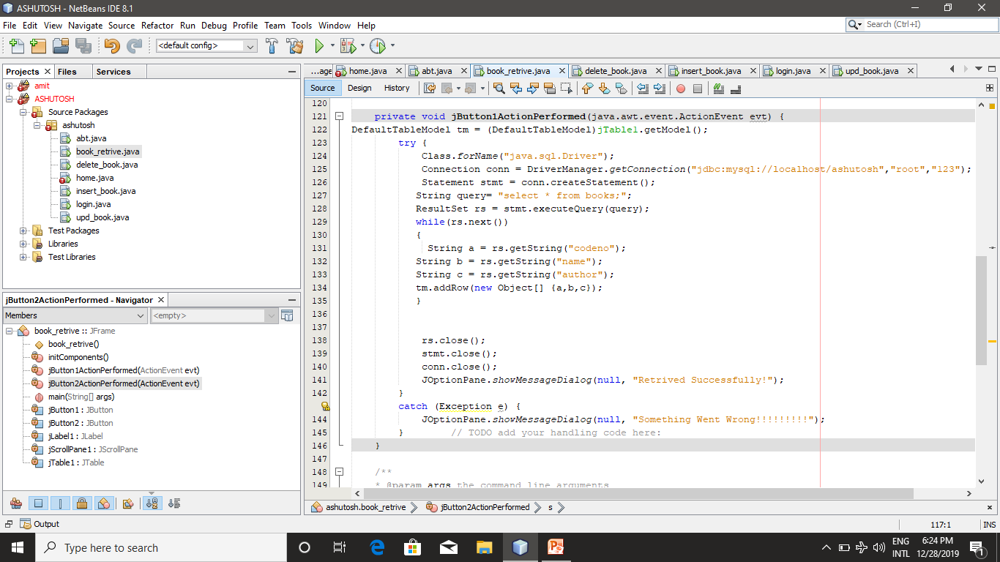 ASHUTOSH - NetBeans IDE 8.1
File Edit View Navigate Source Refactor Run Debug Profile Team Tools Window Help
Search (Ctrl+I)
<default config>
Projects Files Services
amit
ASHUTOSH
Source Packages
ashutosh
abt.java
book_retrive.java
delete_book.java
home.java
insert_book.java
login.java
upd_book.java
Test Packages
Libraries
Test Libraries
jButton2ActionPerformed - Navigator
Members <empty>
book_retrive :: JFrame
book_retrive()
initComponents()
jButton1ActionPerformed(ActionEvent evt)
jButton2ActionPerformed(ActionEvent evt)
main(String[] args)
jButton1 : JButton
jButton2 : JButton
jLabel1 : JLabel
jScrollPane1 : JScrollPane
jTable1 : JTable
...age home.java abt.java book_retrive.java delete_book.java insert_book.java login.java upd_book.java
Source Design History
120
121 private void jButton1ActionPerformed(java.awt.event.ActionEvent evt) {
122 DefaultTableModel tm = (DefaultTableModel)jTable1.getModel();
123 try {
124 Class.forName("java.sql.Driver");
125 Connection conn = DriverManager.getConnection("jdbc:mysql://localhost/ashutosh","root","123");
126 Statement stmt = conn.createStatement();
127 String query= "select * from books;";
128 ResultSet rs = stmt.executeQuery(query);
129 while(rs.next())
130 {
131 String a = rs.getString("codeno");
132 String b = rs.getString("name");
133 String c = rs.getString("author");
134 tm.addRow(new Object[] {a,b,c});
135 }
136
137
138 rs.close();
139 stmt.close();
140 conn.close();
141 JOptionPane.showMessageDialog(null, "Retrived Successfully!");
142 }
catch (Exception e) {
144 JOptionPane.showMessageDialog(null, "Something Went Wrong!!!!!!!!!");
145 } // TODO add your handling code here:
146 }
147
148 /**
149 * @param args the command line arguments
ashutosh.book_retrive jButton2ActionPerformed s
Output
117:1 INS
Type here to search
ENG
INTL
6:24 PM
12/28/2019
1